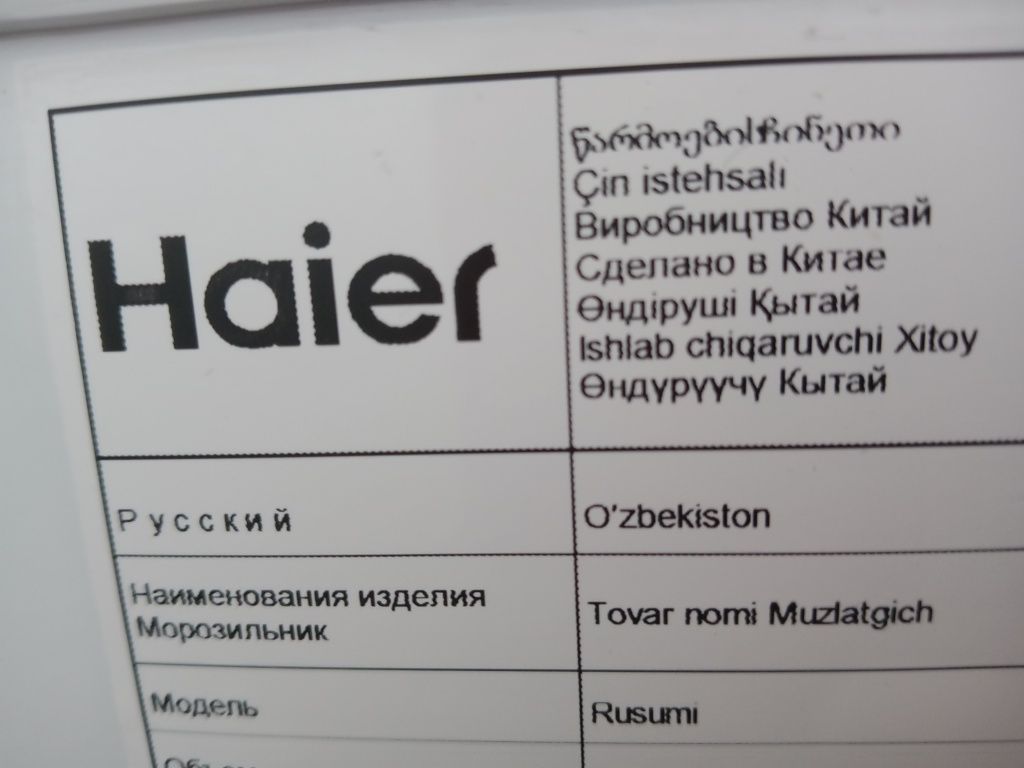 Haier
წარმოებისჩინეთი
Çin istehsalı
Виробництво Китай
Сделано в Китае
Өндіруші Қытай
Ishlab chiqaruvchi Xitoy
Өндүрүүчү Кытай
Русский
O'zbekiston
Наименования изделия
Морозильник
Tovar nomi Muzlatgich
Модель
Rusumi